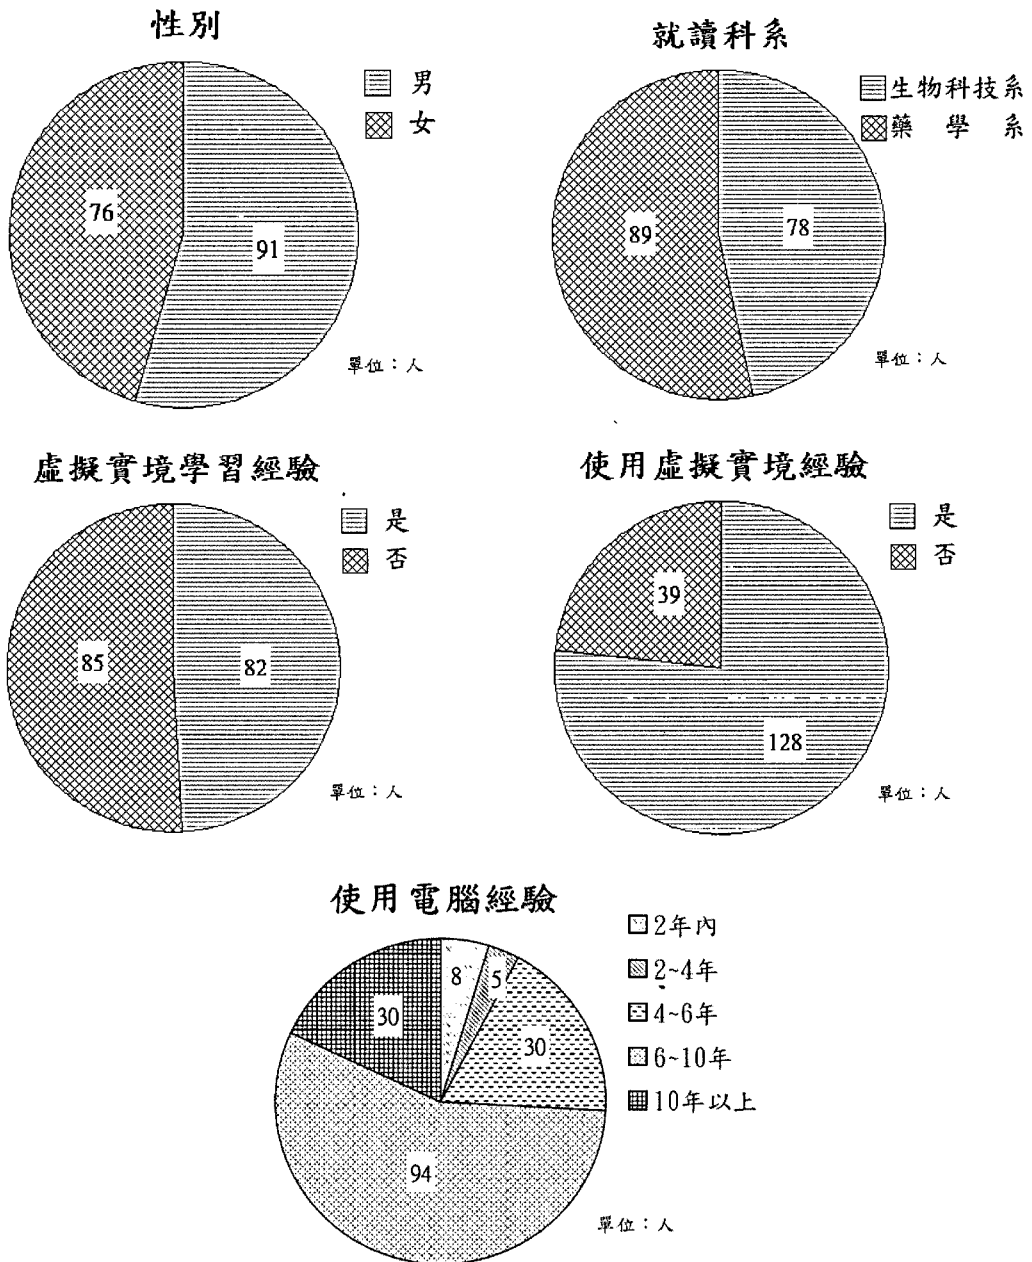 性別
男
女
76
91
單位：人
就讀科系
生物科技系
藥學系
89
78
單位：人
虛擬實境學習經驗
是
否
85
82
單位：人
使用虛擬實境經驗
是
否
39
128
單位：人
使用電腦經驗
2年內
2~4年
4~6年
6~10年
10年以上
8
5
30
30
94
單位：人